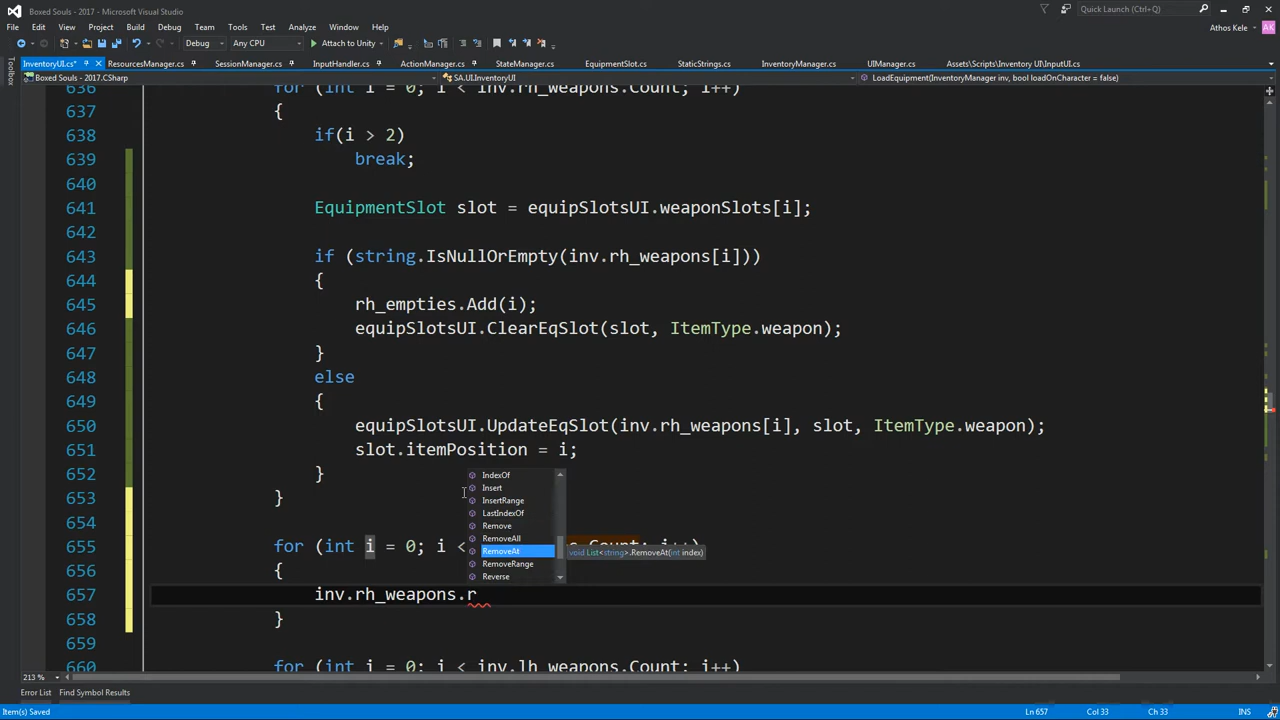 Boxed Souls - 2017 - Microsoft Visual Studio
Quick Launch (Ctrl+Q)
File Edit View Project Build Debug Team Tools Test Analyze Window Help
Athos Kele
AK
Debug Any CPU Attach to Unity
Toolbox
InventoryUI.cs* ResourcesManager.cs SessionManager.cs InputHandler.cs ActionManager.cs StateManager.cs EquipmentSlot.cs StaticStrings.cs InventoryManager.cs UIManager.cs Assets\Scripts\Inventory UI\InputUI.cs
Boxed Souls - 2017.CSharp SA.UI.InventoryUI LoadEquipment(InventoryManager inv, bool loadOnCharacter = false)
636 for (int i = 0; i < inv.rh_weapons.Count; i++)
637 {
638 if(i > 2)
639 break;
640
641 EquipmentSlot slot = equipSlotsUI.weaponSlots[i];
642
643 if (string.IsNullOrEmpty(inv.rh_weapons[i]))
644 {
645 rh_empties.Add(i);
646 equipSlotsUI.ClearEqSlot(slot, ItemType.weapon);
647 }
648 else
649 {
650 equipSlotsUI.UpdateEqSlot(inv.rh_weapons[i], slot, ItemType.weapon);
651 slot.itemPosition = i;
652 }
653 }
654
655 for (int i = 0; i < s.Count; i++)
656 {
657 inv.rh_weapons.r
658 }
659
660 for (int i = 0; i < inv.lh_weapons.Count; i++)
IndexOf
Insert
InsertRange
LastIndexOf
Remove
RemoveAll
RemoveAt void List<string>.RemoveAt(int index)
RemoveRange
Reverse
213 %
Error List Find Symbol Results
Item(s) Saved Ln 657 Col 33 Ch 33 INS